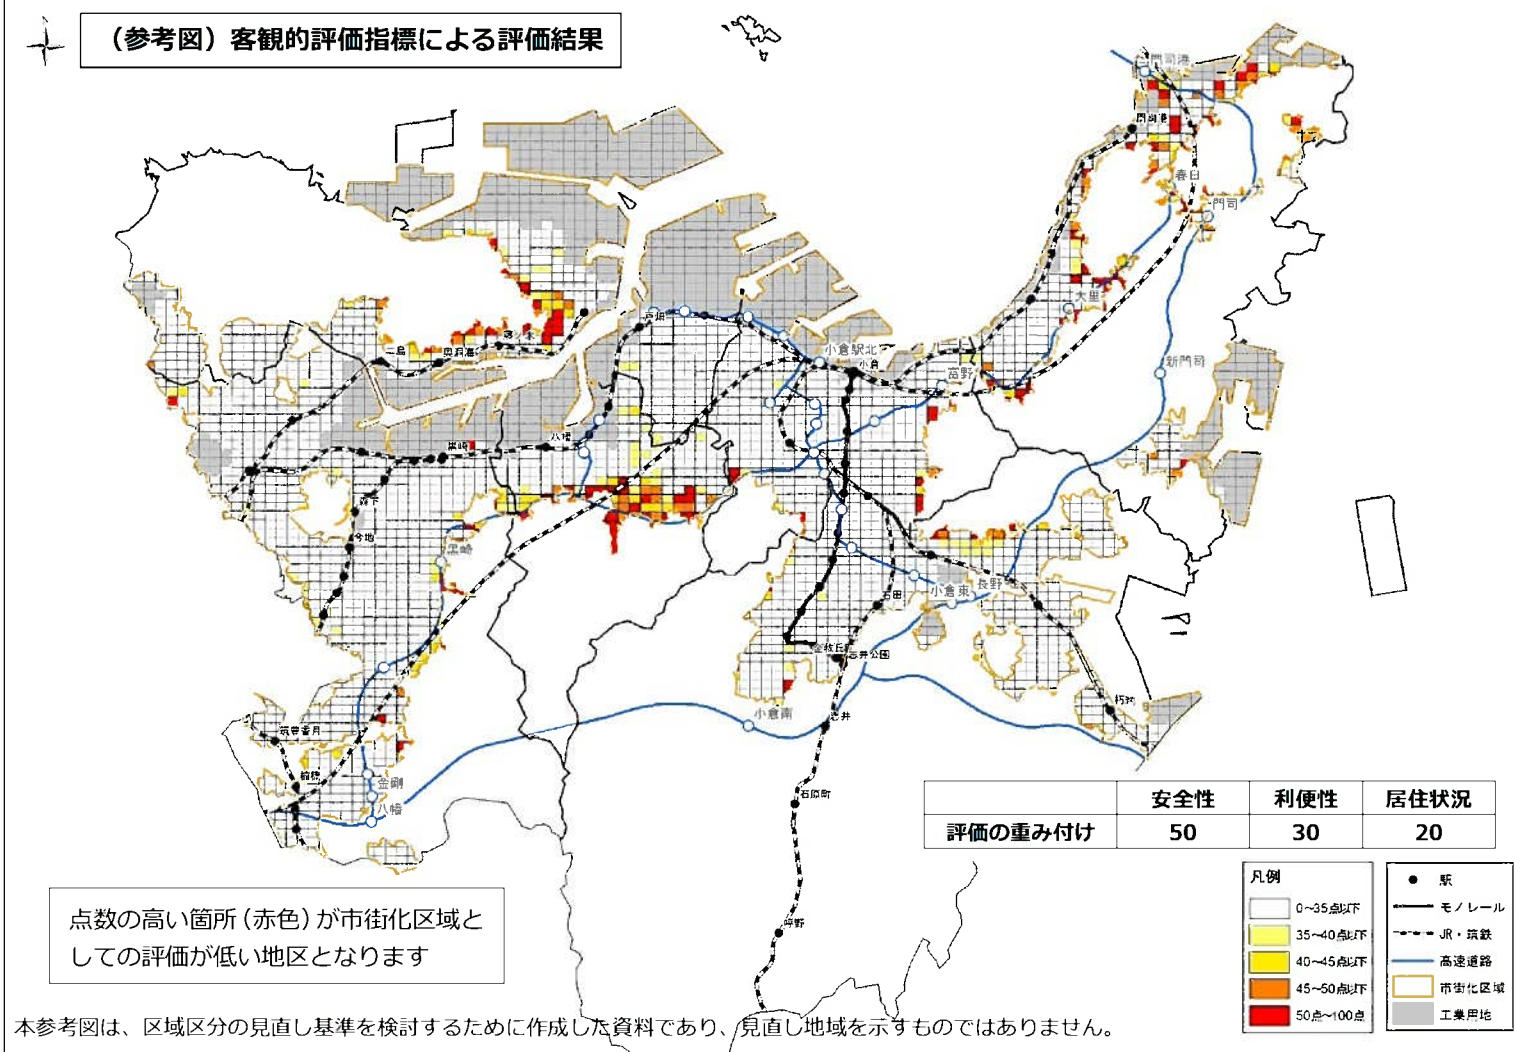 (参考図)客観的評価指標による評価結果
門司港
門司港
春日
門司
大里
新門司
小倉駅北
小倉
富野
戸畑
二島
奥洞海
藤ノ木
黒崎
八幡
森下
今池
黒崎
長野
小倉東
石田
企救丘
志井公園
朽網
小倉南
志井
石原町
呼野
筑豊香月
楠橋
金剛
八幡
安全性 利便性 居住状況
評価の重み付け 50 30 20
凡例
0~35点以下
35~40点以下
40~45点以下
45~50点以下
50点~100点
駅
モノレール
JR・筑鉄
高速道路
市街化区域
工業用地
点数の高い箇所(赤色)が市街化区域と
しての評価が低い地区となります
本参考図は、区域区分の見直し基準を検討するために作成した資料であり、見直し地域を示すものではありません。